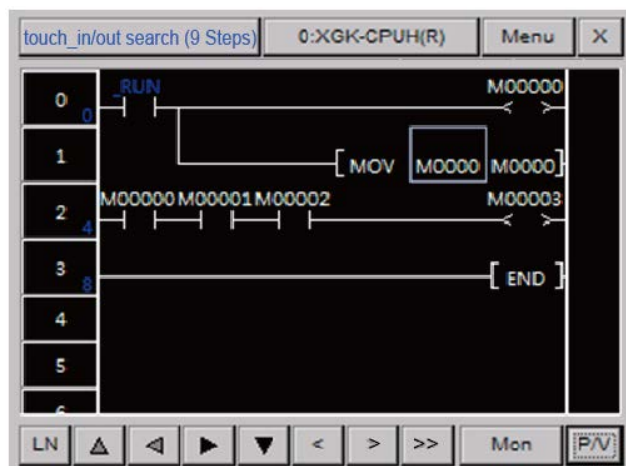 touch_in/out search (9 Steps) 0:XGK-CPUH(R) Menu X
0 0 _RUN M00000
1 MOV M0000 M0000
2 4 M00000 M00001 M00002 M00003
3 8 END
4
5
6
LN < > >> Mon P/V